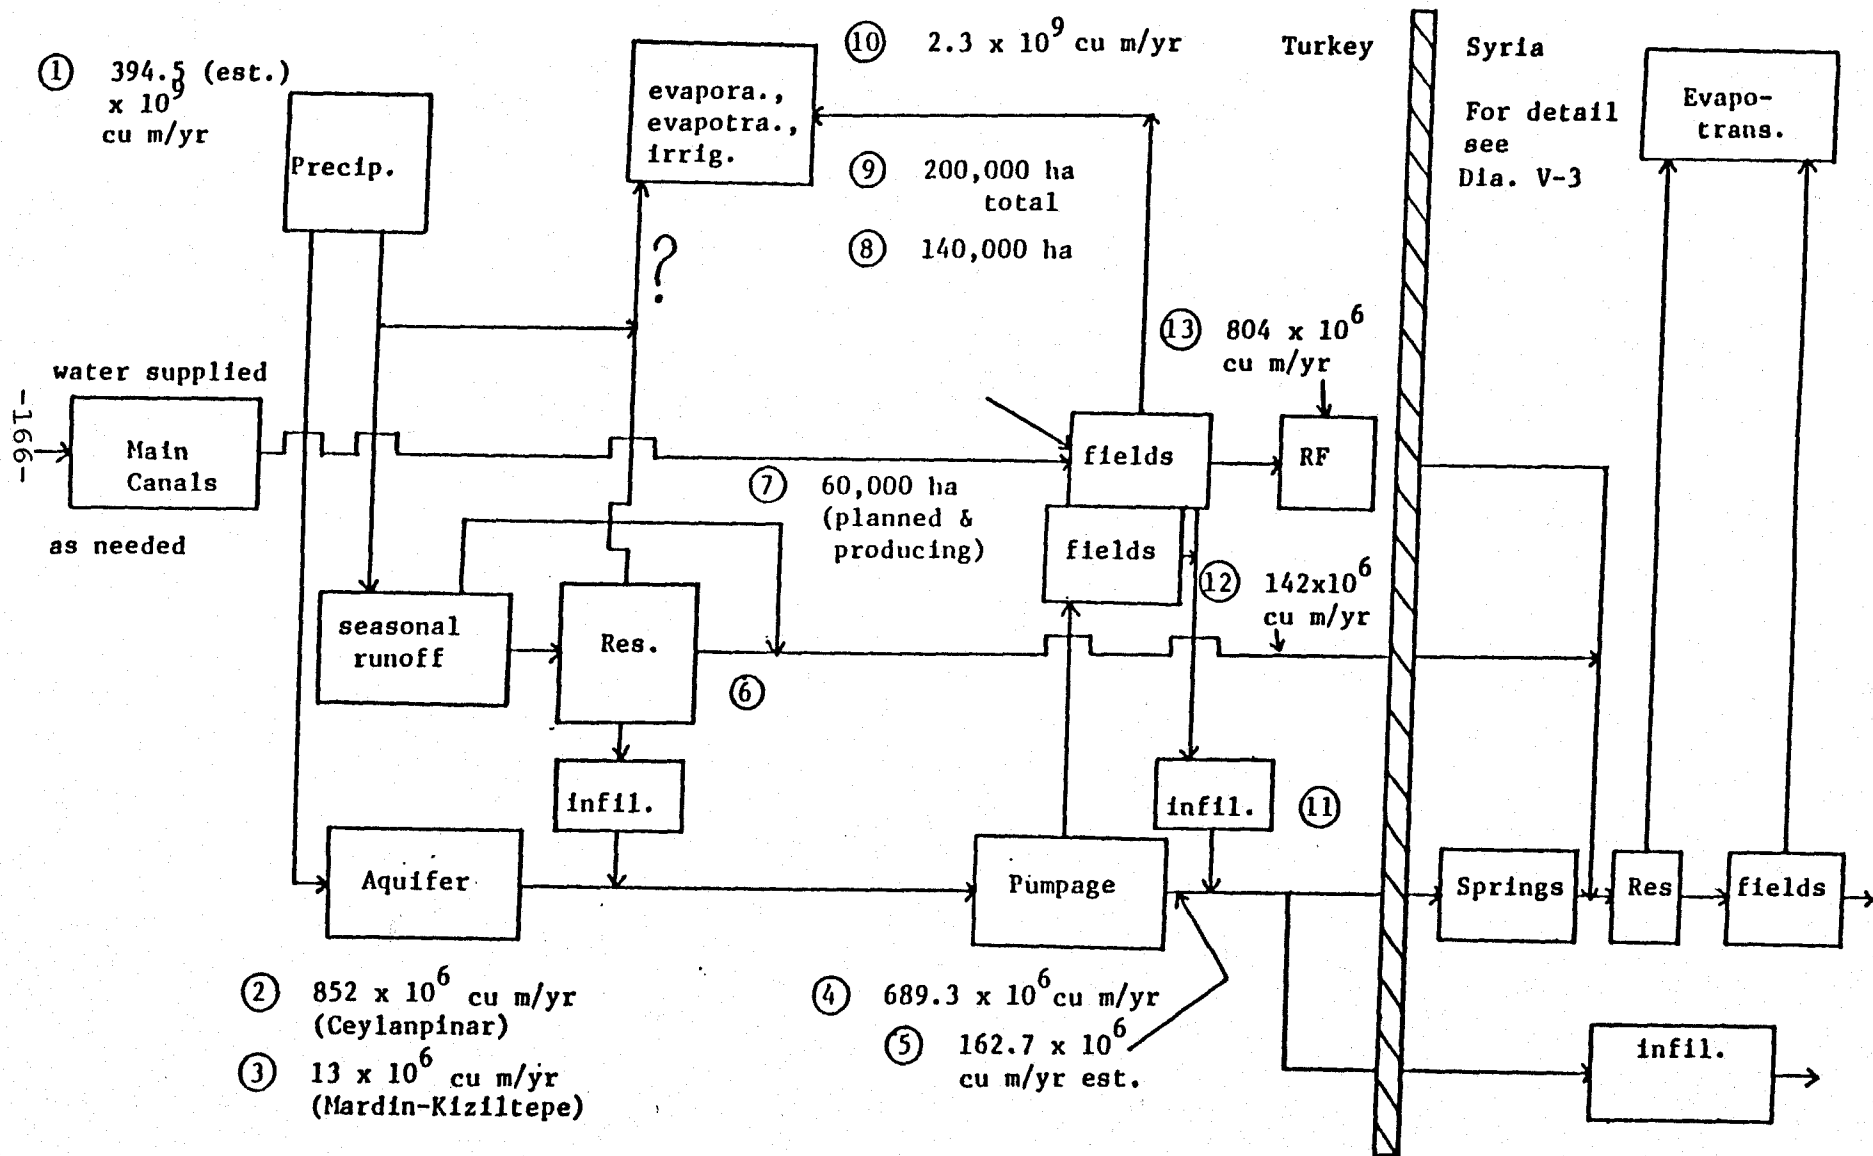 ① 394.5 (est.)
x 10⁹
cu m/yr
Precip.
evapora.,
evapotra.,
irrig.
⑩ 2.3 x 10⁹ cu m/yr
⑨ 200,000 ha
total
⑧ 140,000 ha
Turkey
Syria
For detail
see
Dia. V-3
Evapo-
trans.
?
⑬ 804 x 10⁶
cu m/yr
water supplied
-166-
Main
Canals
as needed
⑦ 60,000 ha
(planned &
producing)
fields
RF
fields
⑫ 142x10⁶
cu m/yr
seasonal
runoff
Res.
⑥
infil.
infil.
⑪
Aquifer
Pumpage
Springs
Res
fields
② 852 x 10⁶ cu m/yr
(Ceylanpinar)
③ 13 x 10⁶ cu m/yr
(Mardin-Kiziltepe)
④ 689.3 x 10⁶cu m/yr
⑤ 162.7 x 10⁶
cu m/yr est.
infil.